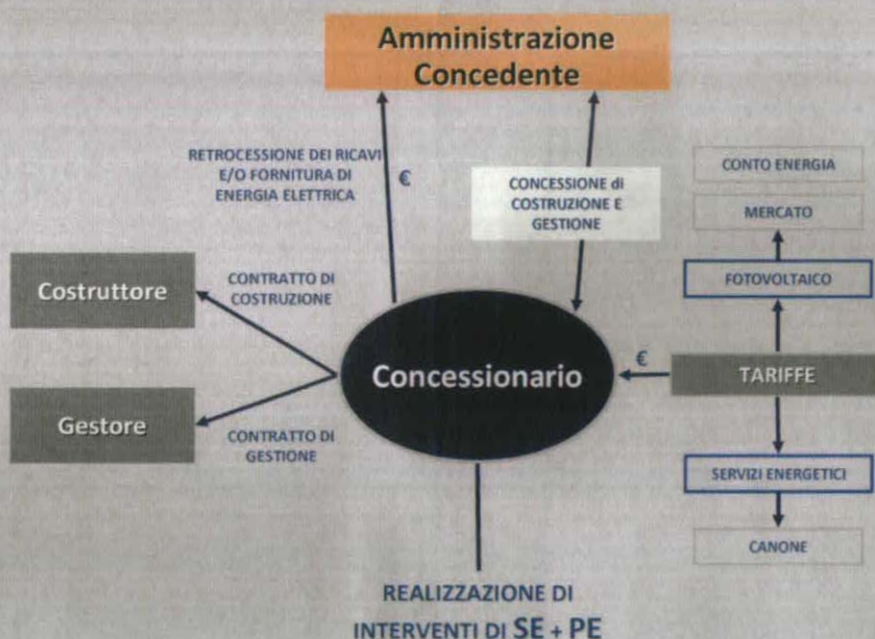 Amministrazione
Concedente
RETROCESSIONE DEI RICAVI
E/O FORNITURA DI
ENERGIA ELETTRICA
€
CONCESSIONE di
COSTRUZIONE E
GESTIONE
CONTO ENERGIA
MERCATO
FOTOVOLTAICO
Costruttore
CONTRATTO DI
COSTRUZIONE
Concessionario
€
TARIFFE
Gestore
CONTRATTO DI
GESTIONE
SERVIZI ENERGETICI
CANONE
REALIZZAZIONE DI
INTERVENTI DI SE + PE